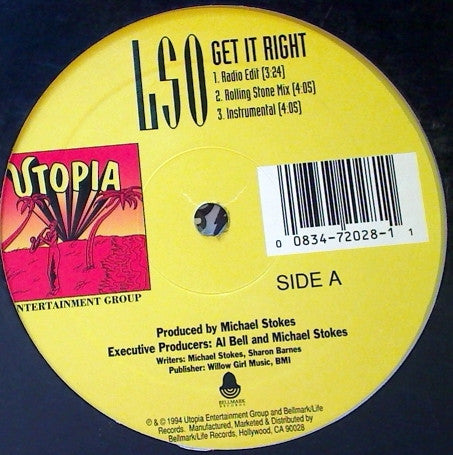 LSO
GET IT RIGHT
1. Radio Edit (3:24)
2. Rolling Stone Mix (4:05)
3. Instrumental (4:05)
UTOPIA
ENTERTAINMENT GROUP
0 0834-72028-1 1
SIDE A
Produced by Michael Stokes
Executive Producers: Al Bell and Michael Stokes
Writers: Michael Stokes, Sharon Barnes
Publisher: Willow Girl Music, BMI
BELLMARK
RECORDS
℗ & © 1994 Utopia Entertainment Group and Bellmark/Life
Records. Manufactured, Marketed & Distributed by
Bellmark/Life Records, Hollywood, CA 90028